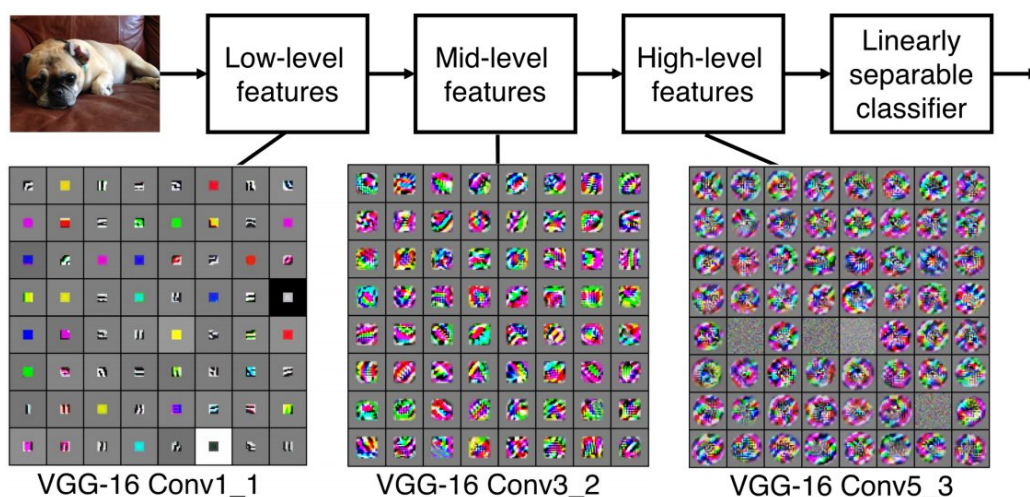 Low-level
features
Mid-level
features
High-level
features
Linearly
separable
classifier
VGG-16 Conv1_1
VGG-16 Conv3_2
VGG-16 Conv5_3